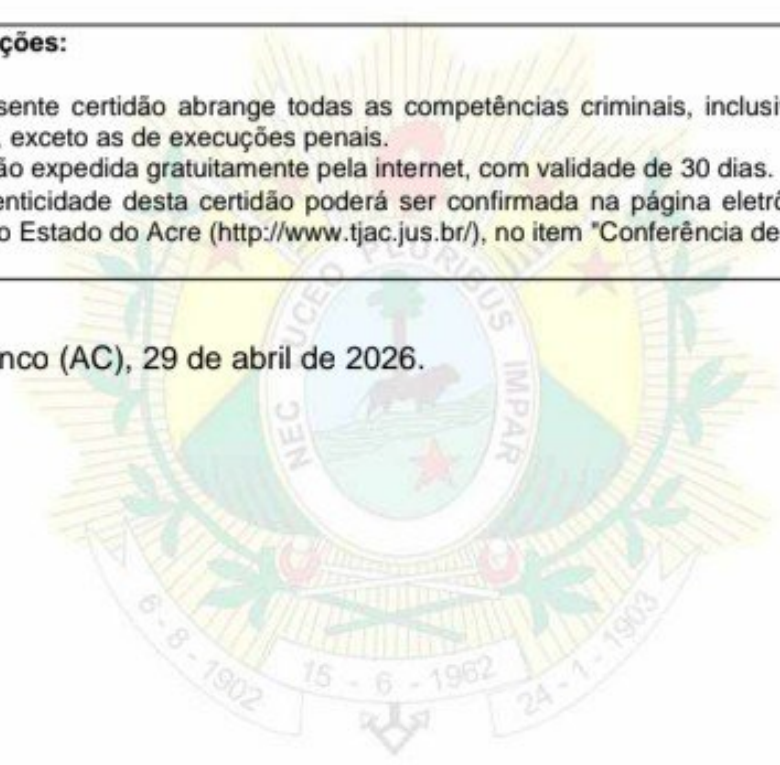 ções:
sente certidão abrange todas as competências criminais, inclusi
, exceto as de execuções penais.
ão expedida gratuitamente pela internet, com validade de 30 dias.
enticidade desta certidão poderá ser confirmada na página eletrô
o Estado do Acre (http://www.tjac.jus.br/), no item "Conferência de
nco (AC), 29 de abril de 2026.
NEC LUCEO PLURIBUS IMPAR
6 - 8 - 1902
15 - 6 - 1962
24 - 1 - 1903